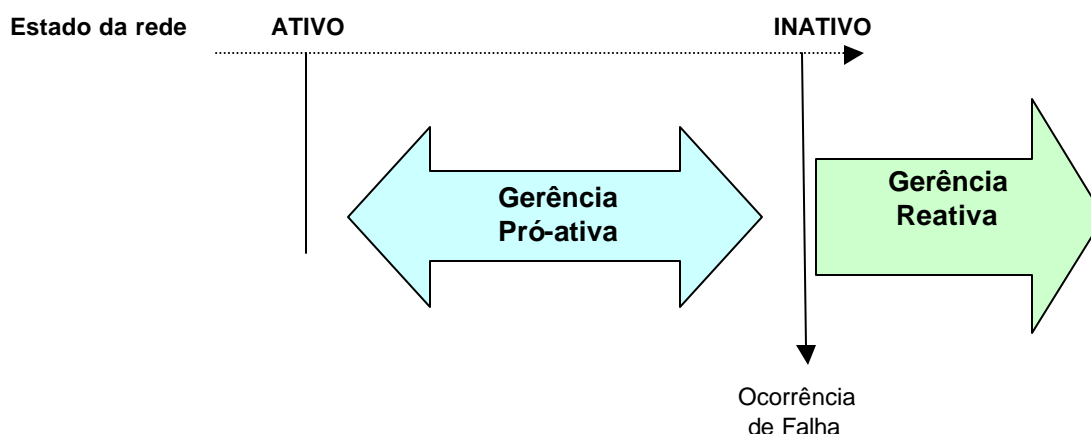 Estado da rede ATIVO INATIVO
Gerência
Pró-ativa
Gerência
Reativa
Ocorrência
de Falha